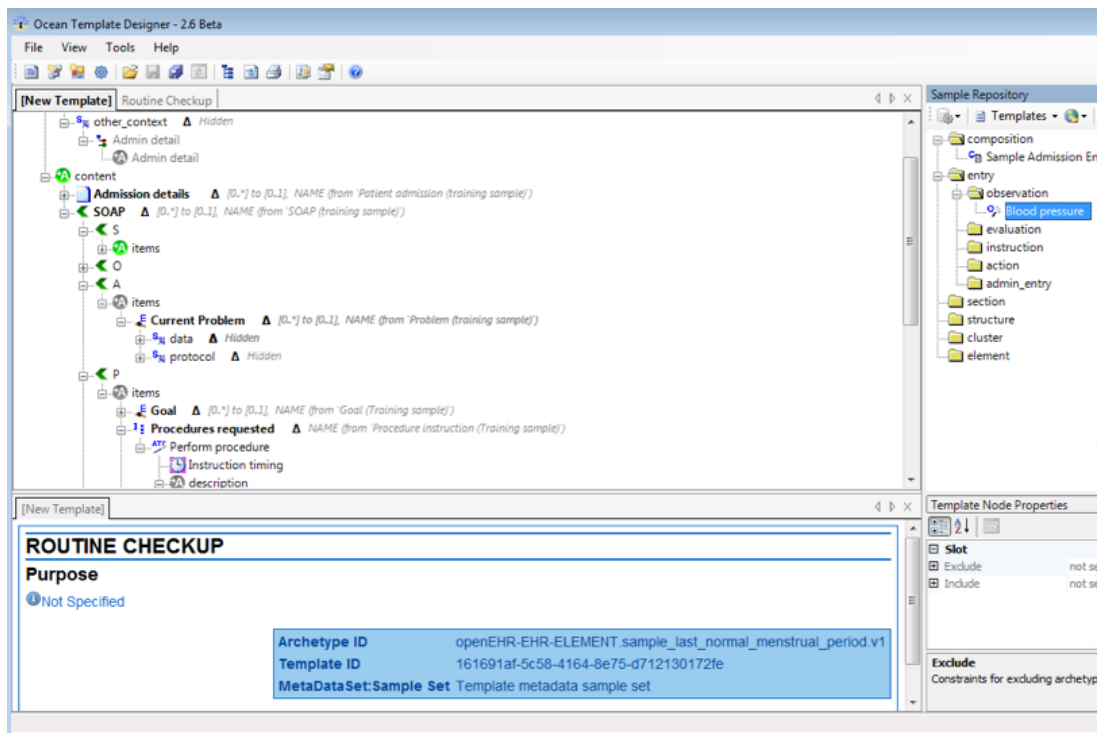 Ocean Template Designer - 2.6 Beta
File View Tools Help
[New Template] Routine Checkup
other_context Δ Hidden
Admin detail
Admin detail
content
Admission details Δ [0..*] to [0..1], NAME (from 'Patient admission (training sample)')
SOAP Δ [0..*] to [0..1], NAME (from 'SOAP (training sample)')
S
items
O
A
items
Current Problem Δ [0..*] to [0..1], NAME (from 'Problem (training sample)')
data Δ Hidden
protocol Δ Hidden
P
items
Goal Δ [0..*] to [0..1], NAME (from 'Goal (Training sample)')
Procedures requested Δ NAME (from 'Procedure instruction (Training sample)')
Perform procedure
Instruction timing
description
Sample Repository
Templates
composition
Sample Admission En
entry
observation
Blood pressure
evaluation
instruction
action
admin_entry
section
structure
cluster
element
[New Template]
ROUTINE CHECKUP
Purpose
Not Specified
Archetype ID openEHR-EHR-ELEMENT.sample_last_normal_menstrual_period.v1
Template ID 161691af-5c58-4164-8e75-d712130172fe
MetaDataSet:Sample Set Template metadata sample set
Template Node Properties
Slot
Exclude not se
Include not se
Exclude
Constraints for excluding archetyp